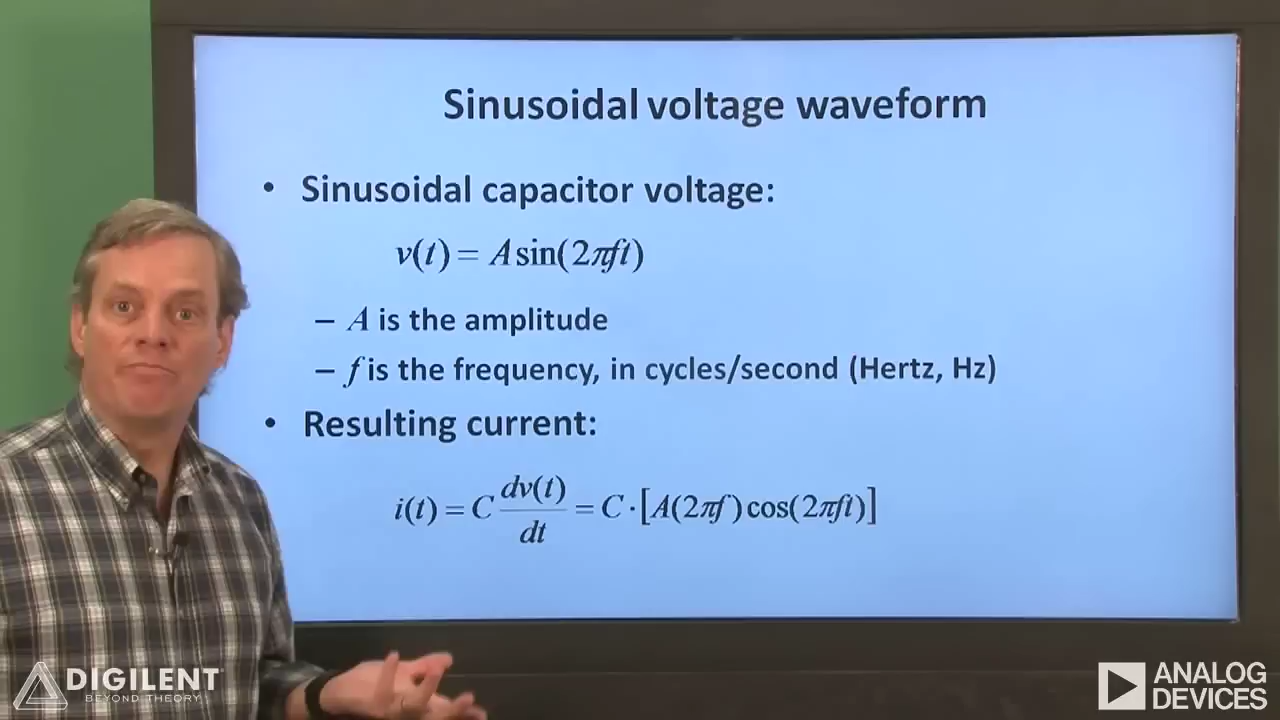 Sinusoidal voltage waveform
• Sinusoidal capacitor voltage:
v(t) = A sin(2πft)
– A is the amplitude
– f is the frequency, in cycles/second (Hertz, Hz)
• Resulting current:
i(t) = C dv(t)/dt = C · [A(2πf) cos(2πft)]
DIGILENT
BEYOND THEORY
ANALOG
DEVICES